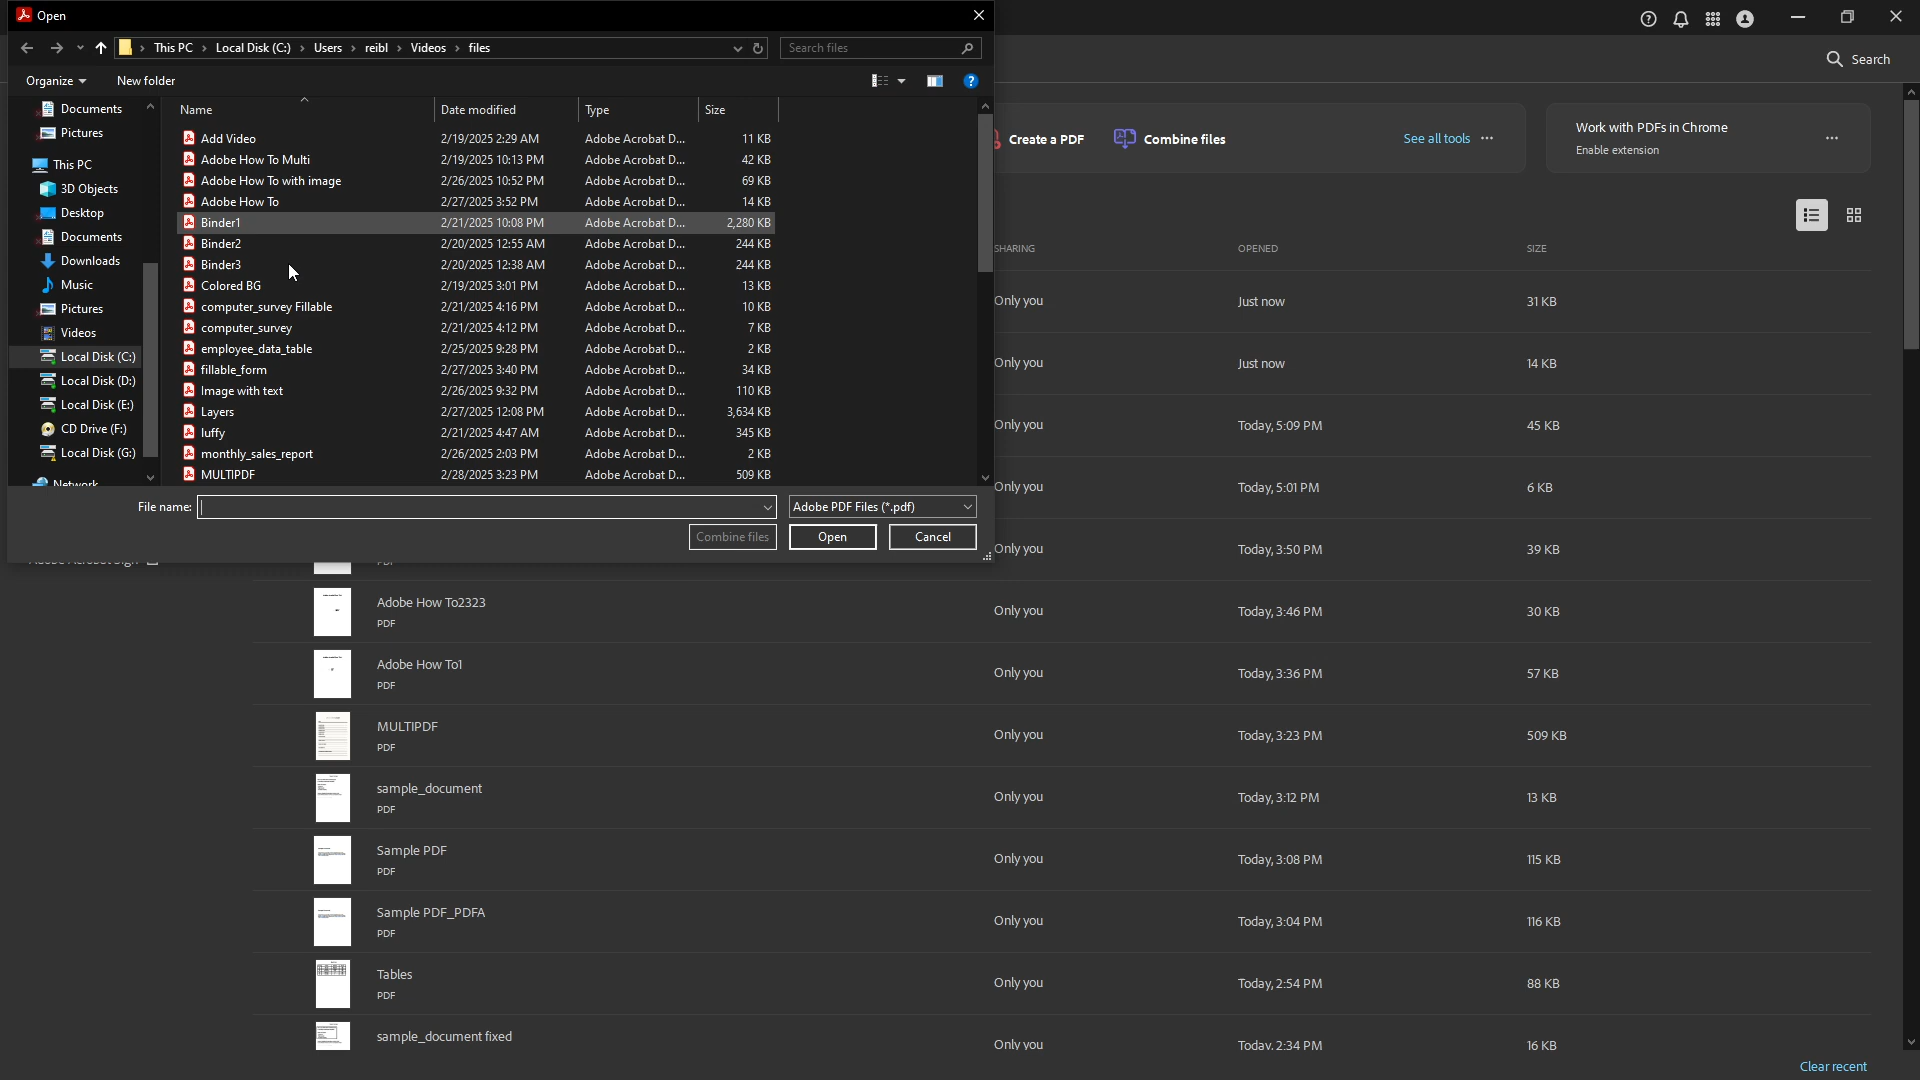 Open
This PC > Local Disk (C:) > Users > reibl > Videos > files
Search files
Search
Organize
New folder
Documents
Pictures
This PC
3D Objects
Desktop
Documents
Downloads
Music
Pictures
Videos
Local Disk (C:)
Local Disk (D:)
Local Disk (E:)
CD Drive (F:)
Local Disk (G:)
Network
Name Date modified Type Size
Add Video 2/19/2025 2:29 AM Adobe Acrobat D... 11 KB
Adobe How To Multi 2/19/2025 10:13 PM Adobe Acrobat D... 42 KB
Adobe How To with image 2/26/2025 10:52 PM Adobe Acrobat D... 69 KB
Adobe How To 2/27/2025 3:52 PM Adobe Acrobat D... 14 KB
Binder1 2/21/2025 10:08 PM Adobe Acrobat D... 2,280 KB
Binder2 2/20/2025 12:55 AM Adobe Acrobat D... 244 KB
Binder3 2/20/2025 12:38 AM Adobe Acrobat D... 244 KB
Colored BG 2/19/2025 3:01 PM Adobe Acrobat D... 13 KB
computer_survey Fillable 2/21/2025 4:16 PM Adobe Acrobat D... 10 KB
computer_survey 2/21/2025 4:12 PM Adobe Acrobat D... 7 KB
employee_data_table 2/25/2025 9:28 PM Adobe Acrobat D... 2 KB
fillable_form 2/27/2025 3:40 PM Adobe Acrobat D... 34 KB
Image with text 2/26/2025 9:32 PM Adobe Acrobat D... 110 KB
Layers 2/27/2025 12:08 PM Adobe Acrobat D... 3,634 KB
luffy 2/21/2025 4:47 AM Adobe Acrobat D... 345 KB
monthly_sales_report 2/26/2025 2:03 PM Adobe Acrobat D... 2 KB
MULTIPDF 2/28/2025 3:23 PM Adobe Acrobat D... 509 KB
File name:
Adobe PDF Files (*.pdf)
Combine files Open Cancel
Create a PDF
Combine files
See all tools
Work with PDFs in Chrome
Enable extension
SHARING OPENED SIZE
Only you Just now 31 KB
Only you Just now 14 KB
Only you Today, 5:09 PM 45 KB
Only you Today, 5:01 PM 6 KB
Only you Today, 3:50 PM 39 KB
Adobe How To2323
PDF
Only you Today, 3:46 PM 30 KB
Adobe How To1
PDF
Only you Today, 3:36 PM 57 KB
MULTIPDF
PDF
Only you Today, 3:23 PM 509 KB
sample_document
PDF
Only you Today, 3:12 PM 13 KB
Sample PDF
PDF
Only you Today, 3:08 PM 115 KB
Sample PDF_PDFA
PDF
Only you Today, 3:04 PM 116 KB
Tables
PDF
Only you Today, 2:54 PM 88 KB
sample_document fixed
Only you Today, 2:34 PM 16 KB
Clear recent